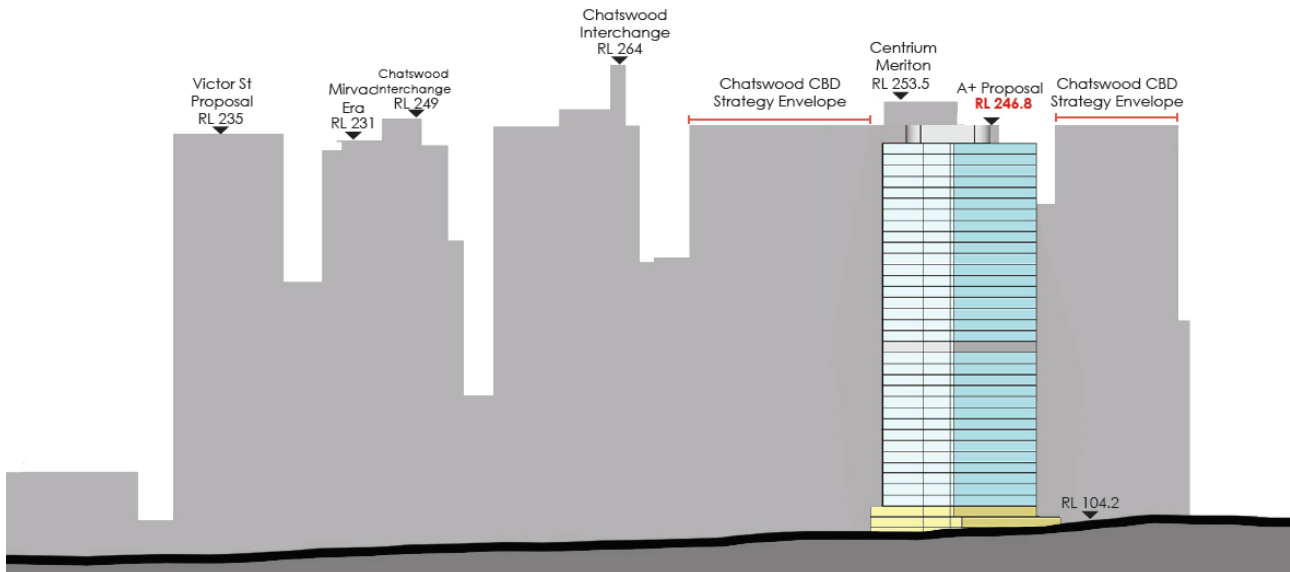 Victor St
Proposal
RL 235
Mirvac
Era
RL 231
Chatswood
Interchange
RL 249
Chatswood
Interchange
RL 264
Chatswood CBD
Strategy Envelope
Centrium
Meriton
RL 253.5
A+ Proposal
RL 246.8
Chatswood CBD
Strategy Envelope
RL 104.2